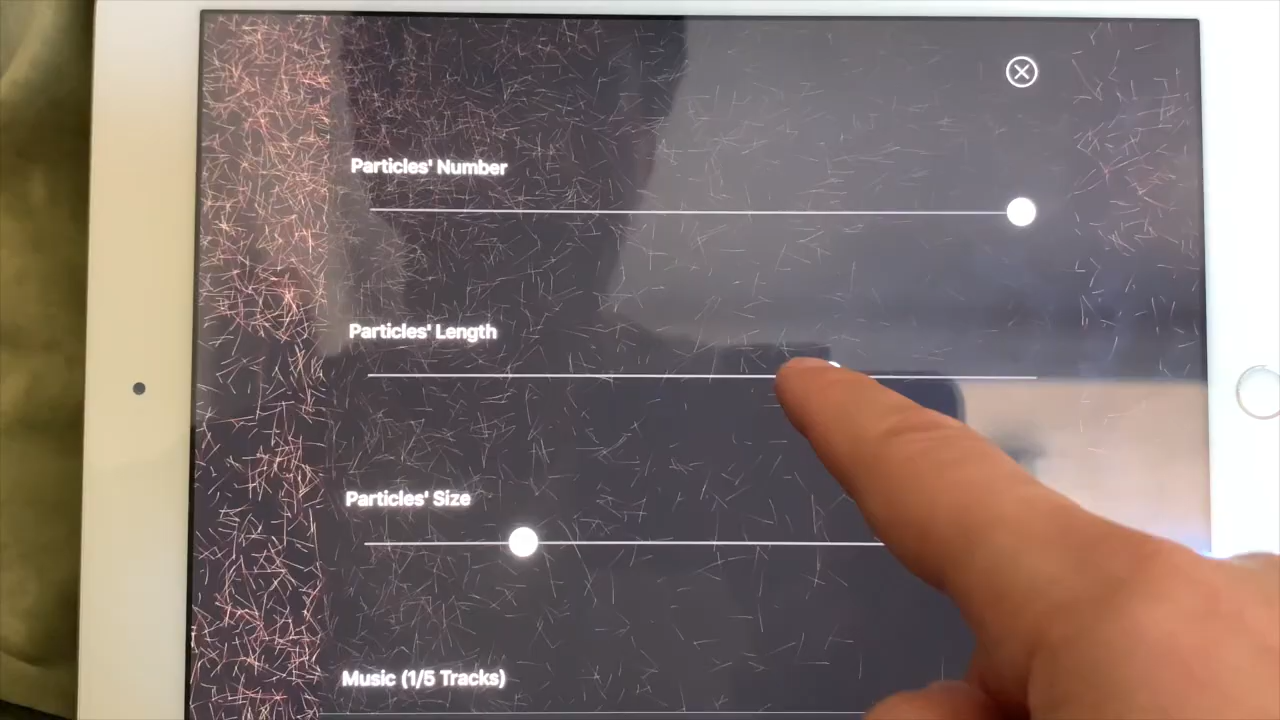 Particles' Number
Particles' Length
Particles' Size
Music (1/5 Tracks)